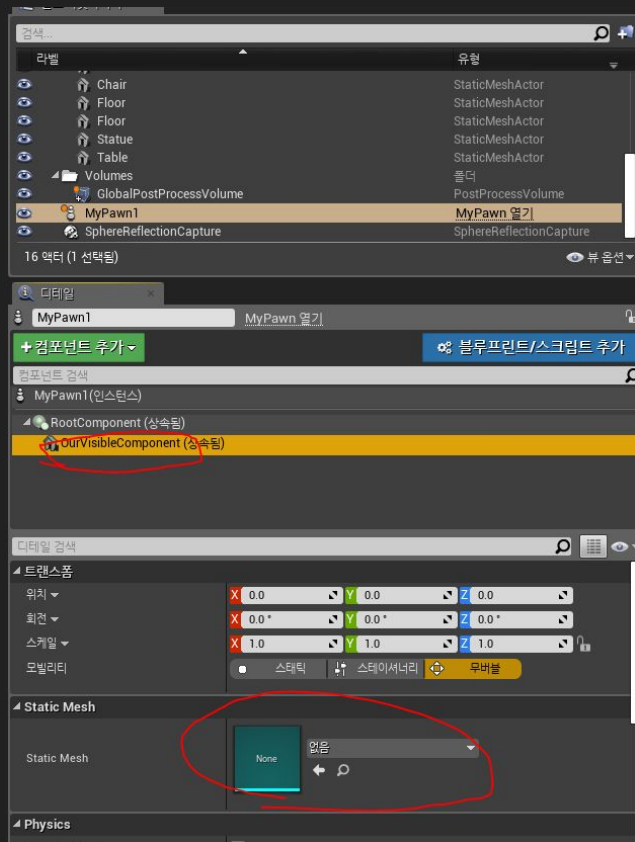 검색...
라벨 유형
Chair StaticMeshActor
Floor StaticMeshActor
Floor StaticMeshActor
Statue StaticMeshActor
Table StaticMeshActor
Volumes 폴더
GlobalPostProcessVolume PostProcessVolume
MyPawn1 MyPawn 열기
SphereReflectionCapture SphereReflectionCapture
16 액터 (1 선택됨) 뷰 옵션
디테일
MyPawn1 MyPawn 열기
+컴포넌트 추가 블루프린트/스크립트 추가
컴포넌트 검색
MyPawn1(인스턴스)
RootComponent (상속됨)
OurVisibleComponent (상속됨)
디테일 검색
트랜스폼
위치 X 0.0 Y 0.0 Z 0.0
회전 X 0.0 ° Y 0.0 ° Z 0.0 °
스케일 X 1.0 Y 1.0 Z 1.0
모빌리티 스태틱 스테이셔너리 무버블
Static Mesh
Static Mesh None 없음
Physics